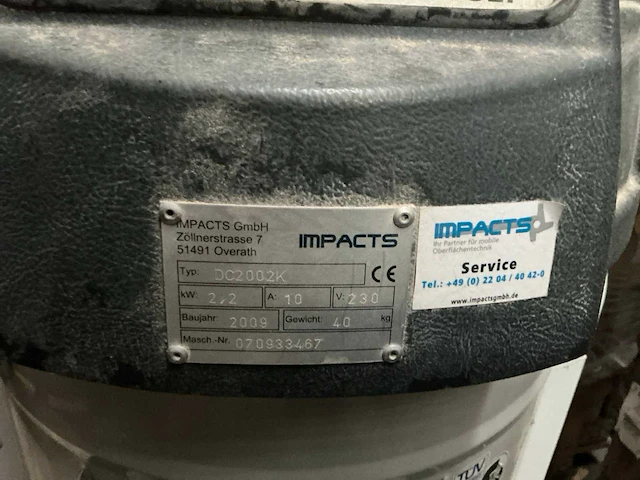 IMPACTS GmbH
Zöllnerstrasse 7
51491 Overath
IMPACTS
Typ: DC2002K
CE
kW: 2,2 A: 10 V: 230
Baujahr: 2009 Gewicht: 40 kg
Masch.-Nr. 070933467
IMPACTS
Ihr Partner für mobile
Oberflächentechnik
Service
Tel.: +49 (0) 22 04 / 40 42-0
www.impactsgmbh.de
TÜV